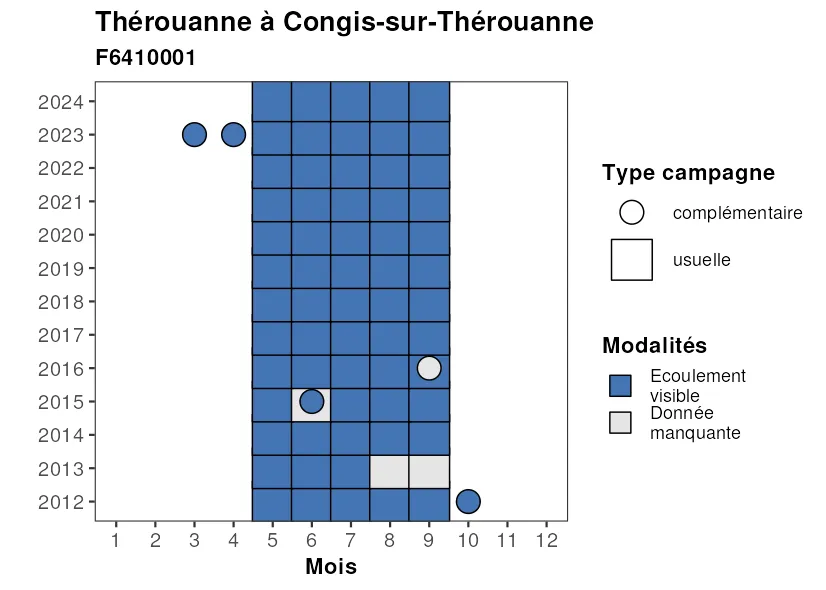 Thérouanne à Congis-sur-Thérouanne
F6410001
2024
2023
2022
2021
2020
2019
2018
2017
2016
2015
2014
2013
2012
1 2 3 4 5 6 7 8 9 10 11 12
Mois
Type campagne
complémentaire
usuelle
Modalités
Ecoulement
visible
Donnée
manquante